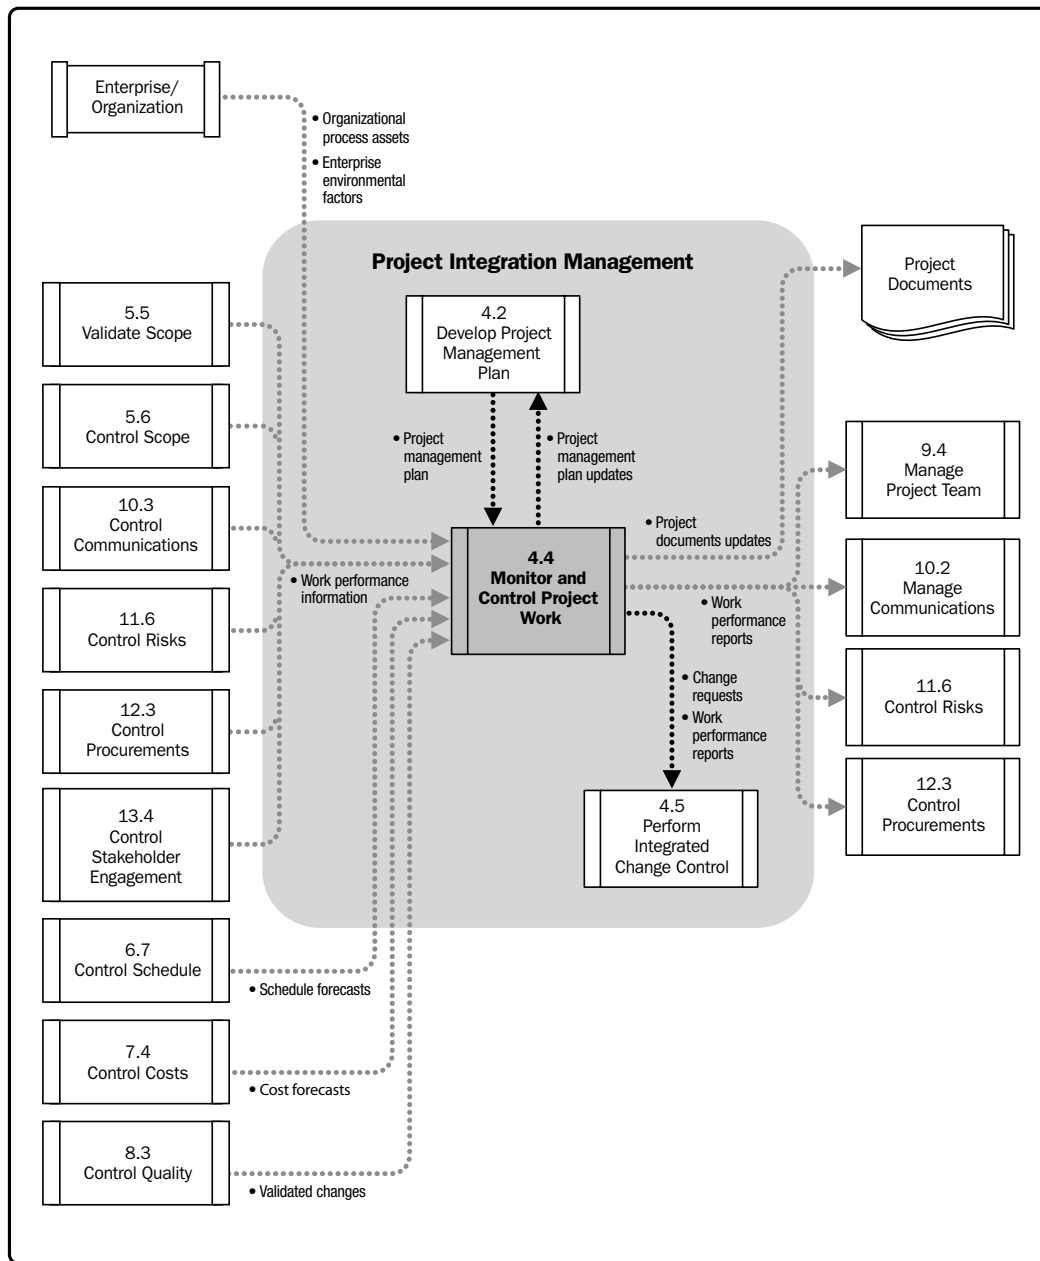 Enterprise/
Organization
• Organizational
process assets
• Enterprise
environmental
factors
Project Integration Management
Project
Documents
5.5
Validate Scope
4.2
Develop Project
Management
Plan
5.6
Control Scope
• Project
management
plan
• Project
management
plan updates
9.4
Manage
Project Team
10.3
Control
Communications
• Project
documents updates
4.4
Monitor and
Control Project
Work
• Work performance
information
10.2
Manage
Communications
• Work
performance
reports
11.6
Control Risks
• Change
requests
• Work
performance
reports
11.6
Control Risks
12.3
Control
Procurements
12.3
Control
Procurements
13.4
Control
Stakeholder
Engagement
4.5
Perform
Integrated
Change Control
6.7
Control Schedule
• Schedule forecasts
7.4
Control Costs
• Cost forecasts
8.3
Control Quality
• Validated changes